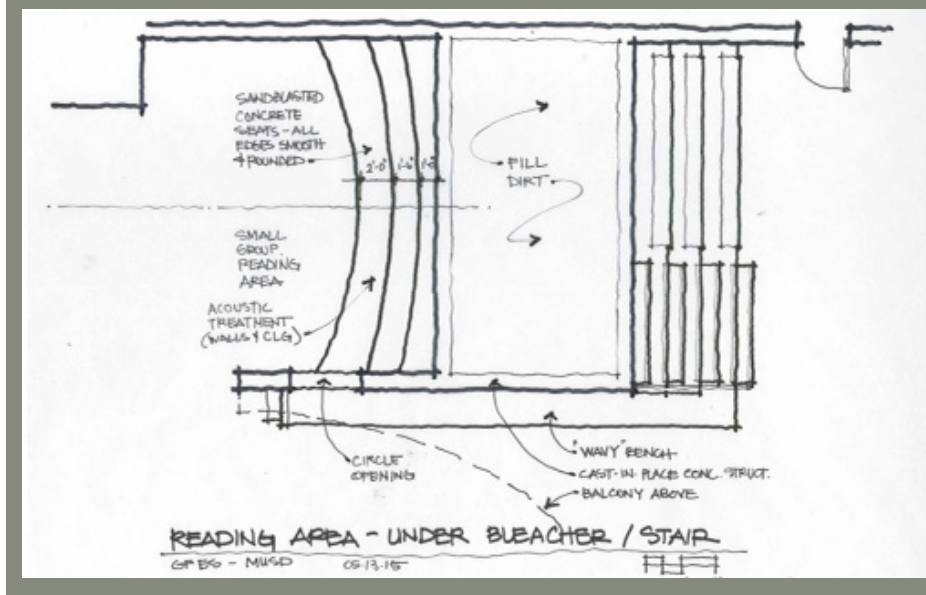 SANDBLASTED
CONCRETE
SEATS - ALL
EDGES SMOOTH
& ROUNDED
2'-0" 1'-6" 1'-0"
FILL
DIRT
SMALL
GROUP
READING
AREA
ACOUSTIC
TREATMENT
(WALLS & CLG)
CIRCLE
OPENING
"WAVY" BENCH
CAST-IN-PLACE CONC. STRUCT.
BALCONY ABOVE
READING AREA - UNDER BLEACHER / STAIR
GPES - MUSD 05-13-15